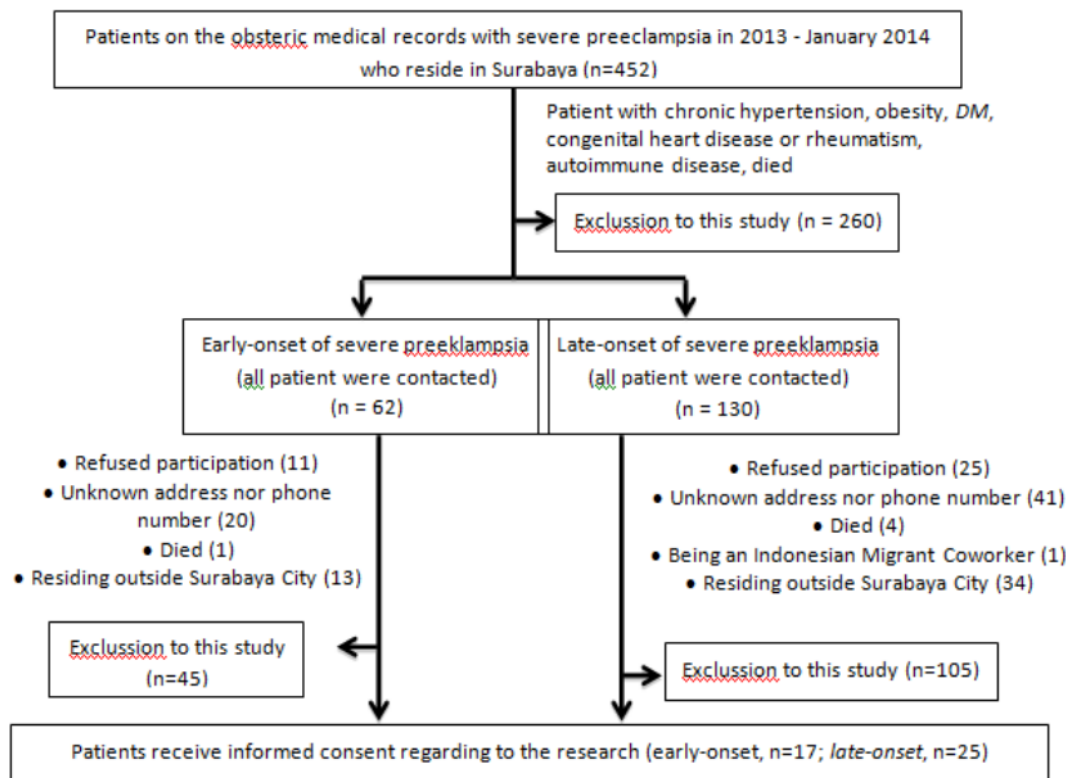 Patients on the obsteric medical records with severe preeclampsia in 2013 - January 2014
who reside in Surabaya (n=452)
Patient with chronic hypertension, obesity, DM,
congenital heart disease or rheumatism,
autoimmune disease, died
Exclussion to this study (n = 260)
Early-onset of severe preeklampsia
(all patient were contacted)
(n = 62)
Late-onset of severe preeklampsia
(all patient were contacted)
(n = 130)
• Refused participation (11)
• Unknown address nor phone
number (20)
• Died (1)
• Residing outside Surabaya City (13)
• Refused participation (25)
• Unknown address nor phone number (41)
• Died (4)
• Being an Indonesian Migrant Coworker (1)
• Residing outside Surabaya City (34)
Exclussion to this study
(n=45)
Exclussion to this study (n=105)
Patients receive informed consent regarding to the research (early-onset, n=17; late-onset, n=25)